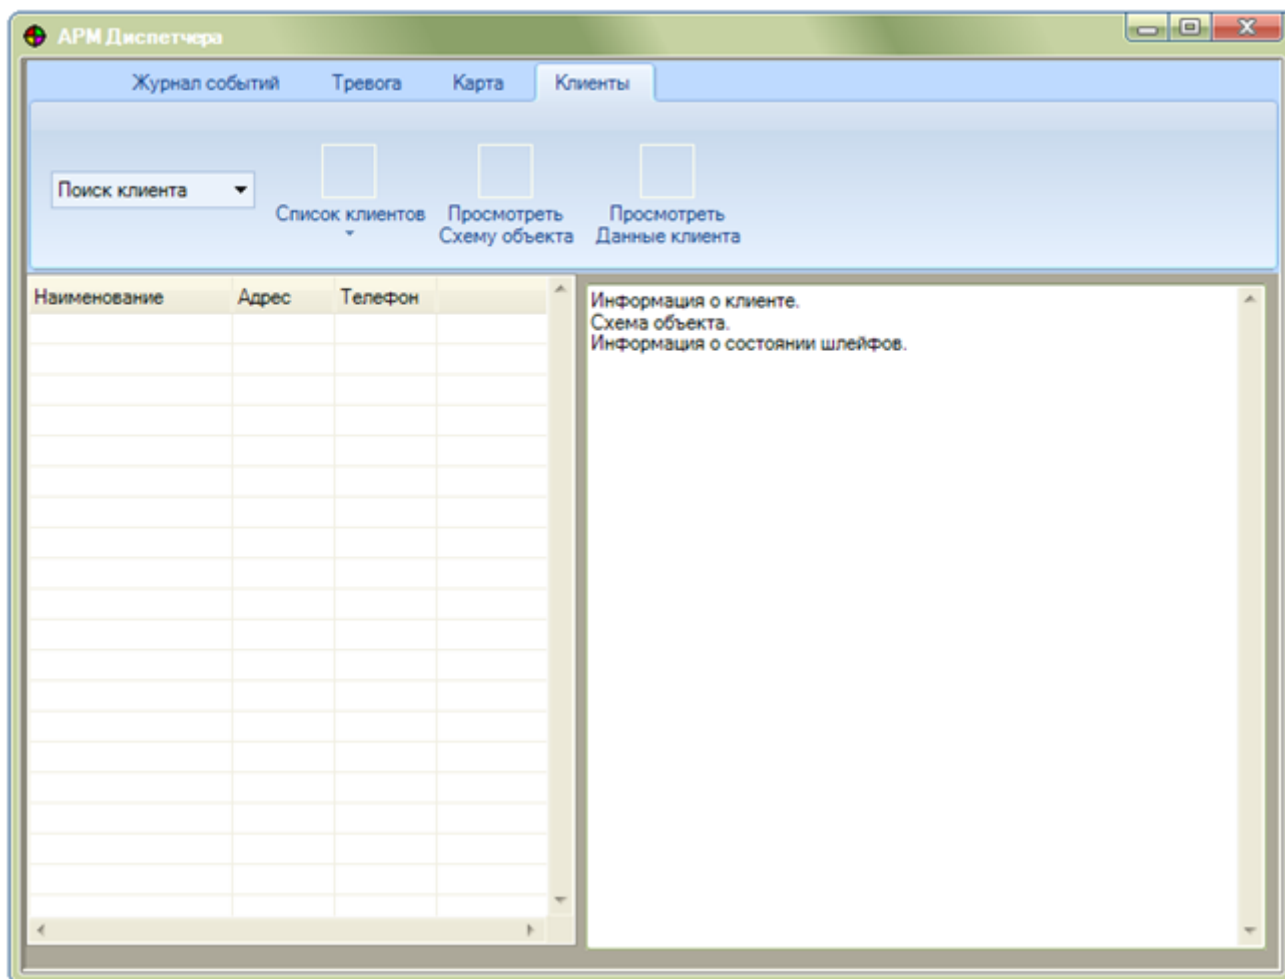 АРМ Диспетчера
Журнал событий Тревога Карта Клиенты
Поиск клиента
Список клиентов Просмотреть Просмотреть
Схему объекта Данные клиента
Наименование Адрес Телефон
Информация о клиенте.
Схема объекта.
Информация о состоянии шлейфов.